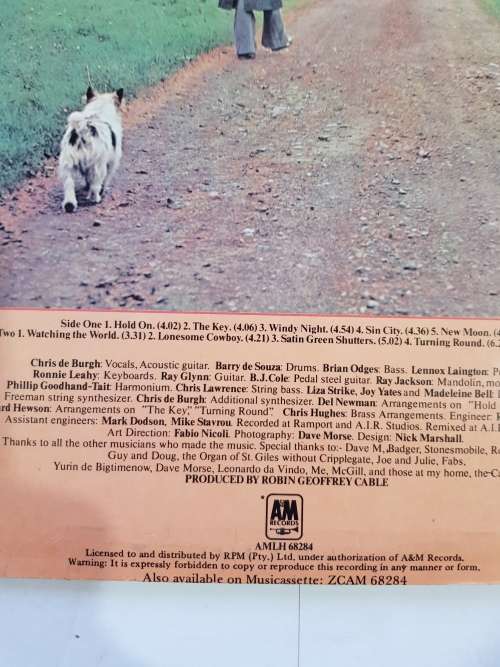 Side One 1. Hold On. (4.02) 2. The Key. (4.06) 3. Windy Night. (4.54) 4. Sin City. (4.36) 5. New Moon. (4
Two 1. Watching the World. (3.31) 2. Lonesome Cowboy. (4.21) 3. Satin Green Shutters. (5.02) 4. Turning Round. (6.
Chris de Burgh: Vocals, Acoustic guitar. Barry de Souza: Drums. Brian Odges: Bass. Lennox Laington:
Ronnie Leahy: Keyboards. Ray Glynn: Guitar. B.J.Cole: Pedal steel guitar. Ray Jackson: Mandolin, mo
Phillip Goodhand-Tait: Harmonium. Chris Lawrence: String bass. Liza Strike, Joy Yates and Madeleine Bell:
Freeman string synthesizer. Chris de Burgh: Additional synthesizer. Del Newman: Arrangements on "Hold
rd Hewson: Arrangements on "The Key," "Turning Round". Chris Hughes: Brass Arrangements. Engineer:
Assistant engineers: Mark Dodson, Mike Stavrou. Recorded at Ramport and A.I.R. Studios. Remixed at A.I.
Art Direction: Fabio Nicoli. Photography: Dave Morse. Design: Nick Marshall.
Thanks to all the other musicians who made the music. Special thanks to:- Dave M, Badger, Stonesmobile,
Guy and Doug, the Organ of St. Giles without Cripplegate, Joe and Julie, Fabs,
Yurin de Bigtimenow, Dave Morse, Leonardo da Vindo, Me, McGill, and those at my home, the
PRODUCED BY ROBIN GEOFFREY CABLE
AM
RECORDS
AMLH 68284
Licensed to and distributed by RPM (Pty.) Ltd, under authorization of A&M Records.
Warning: It is expressly forbidden to copy or reproduce this recording in any manner or form.
Also available on Musicassette: ZCAM 68284